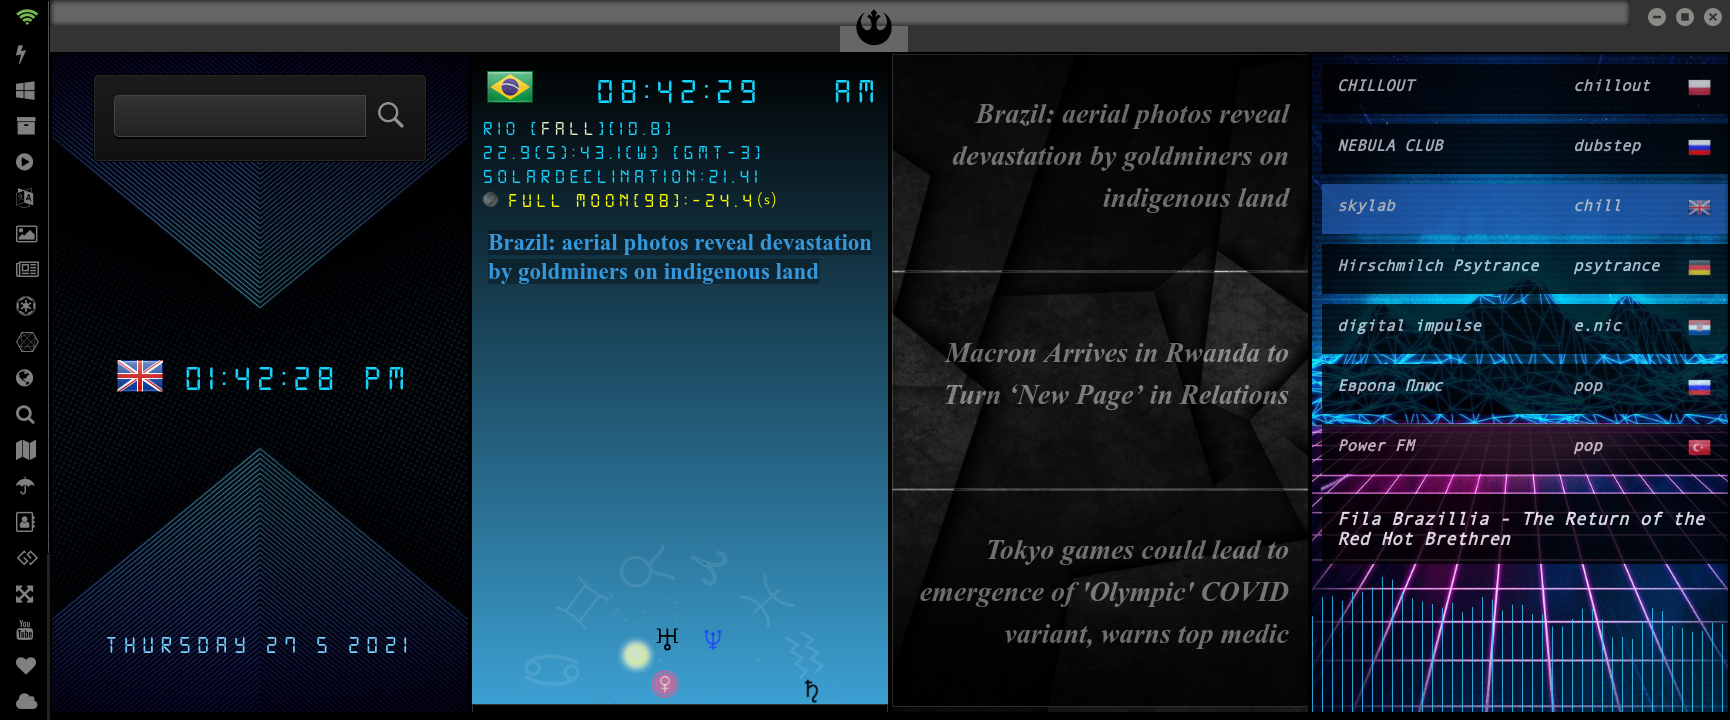 You
Tube
01:42:28 PM
THURSDAY 27 5 2021
08:42:29 AM
RIO [FALL][10.8]
22.9(S):43.1(W) [GMT-3]
SOLARDECLINATION:21.41
FULL MOON[98]:-24.4(s)
Brazil: aerial photos reveal devastation
by goldminers on indigenous land
Brazil: aerial photos reveal
devastation by goldminers on
indigenous land
Macron Arrives in Rwanda to
Turn ‘New Page’ in Relations
Tokyo games could lead to
emergence of 'Olympic' COVID
variant, warns top medic
CHILLOUT chillout
NEBULA CLUB dubstep
skylab chill
Hirschmilch Psytrance psytrance
digital impulse e.nic
Европа Плюс pop
Power FM pop
Fila Brazillia - The Return of the
Red Hot Brethren